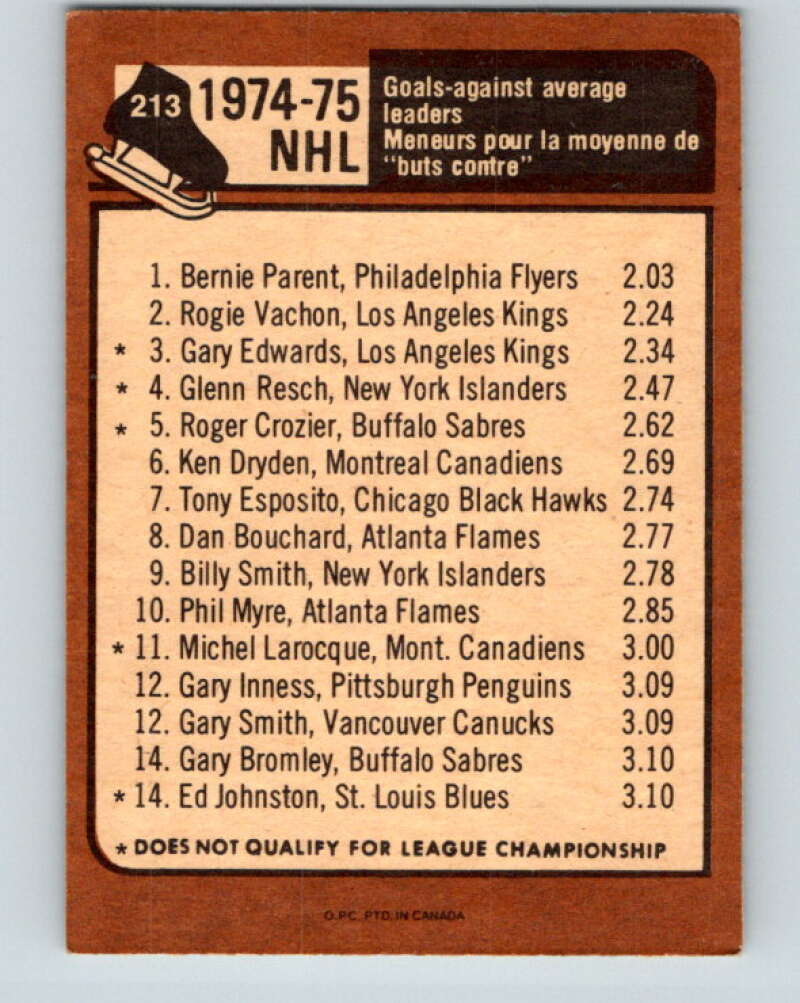 213
1974-75
NHL
Goals-against average
leaders
Meneurs pour la moyenne de
"buts contre"
1. Bernie Parent, Philadelphia Flyers 2.03
2. Rogie Vachon, Los Angeles Kings 2.24
* 3. Gary Edwards, Los Angeles Kings 2.34
* 4. Glenn Resch, New York Islanders 2.47
* 5. Roger Crozier, Buffalo Sabres 2.62
6. Ken Dryden, Montreal Canadiens 2.69
7. Tony Esposito, Chicago Black Hawks 2.74
8. Dan Bouchard, Atlanta Flames 2.77
9. Billy Smith, New York Islanders 2.78
10. Phil Myre, Atlanta Flames 2.85
* 11. Michel Larocque, Mont. Canadiens 3.00
12. Gary Inness, Pittsburgh Penguins 3.09
12. Gary Smith, Vancouver Canucks 3.09
14. Gary Bromley, Buffalo Sabres 3.10
* 14. Ed Johnston, St. Louis Blues 3.10
* DOES NOT QUALIFY FOR LEAGUE CHAMPIONSHIP
O.P.C. PTD. IN CANADA